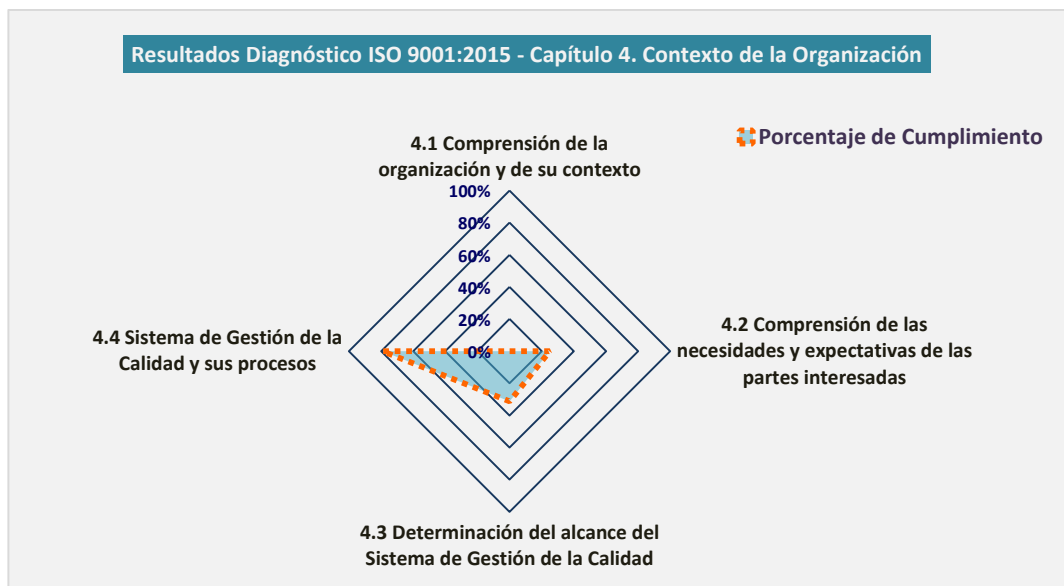 Resultados Diagnóstico ISO 9001:2015 - Capítulo 4. Contexto de la Organización
Porcentaje de Cumplimiento
4.1 Comprensión de la
organización y de su contexto
100%
80%
60%
40%
20%
0%
4.2 Comprensión de las
necesidades y expectativas de las
partes interesadas
4.3 Determinación del alcance del
Sistema de Gestión de la Calidad
4.4 Sistema de Gestión de la
Calidad y sus procesos